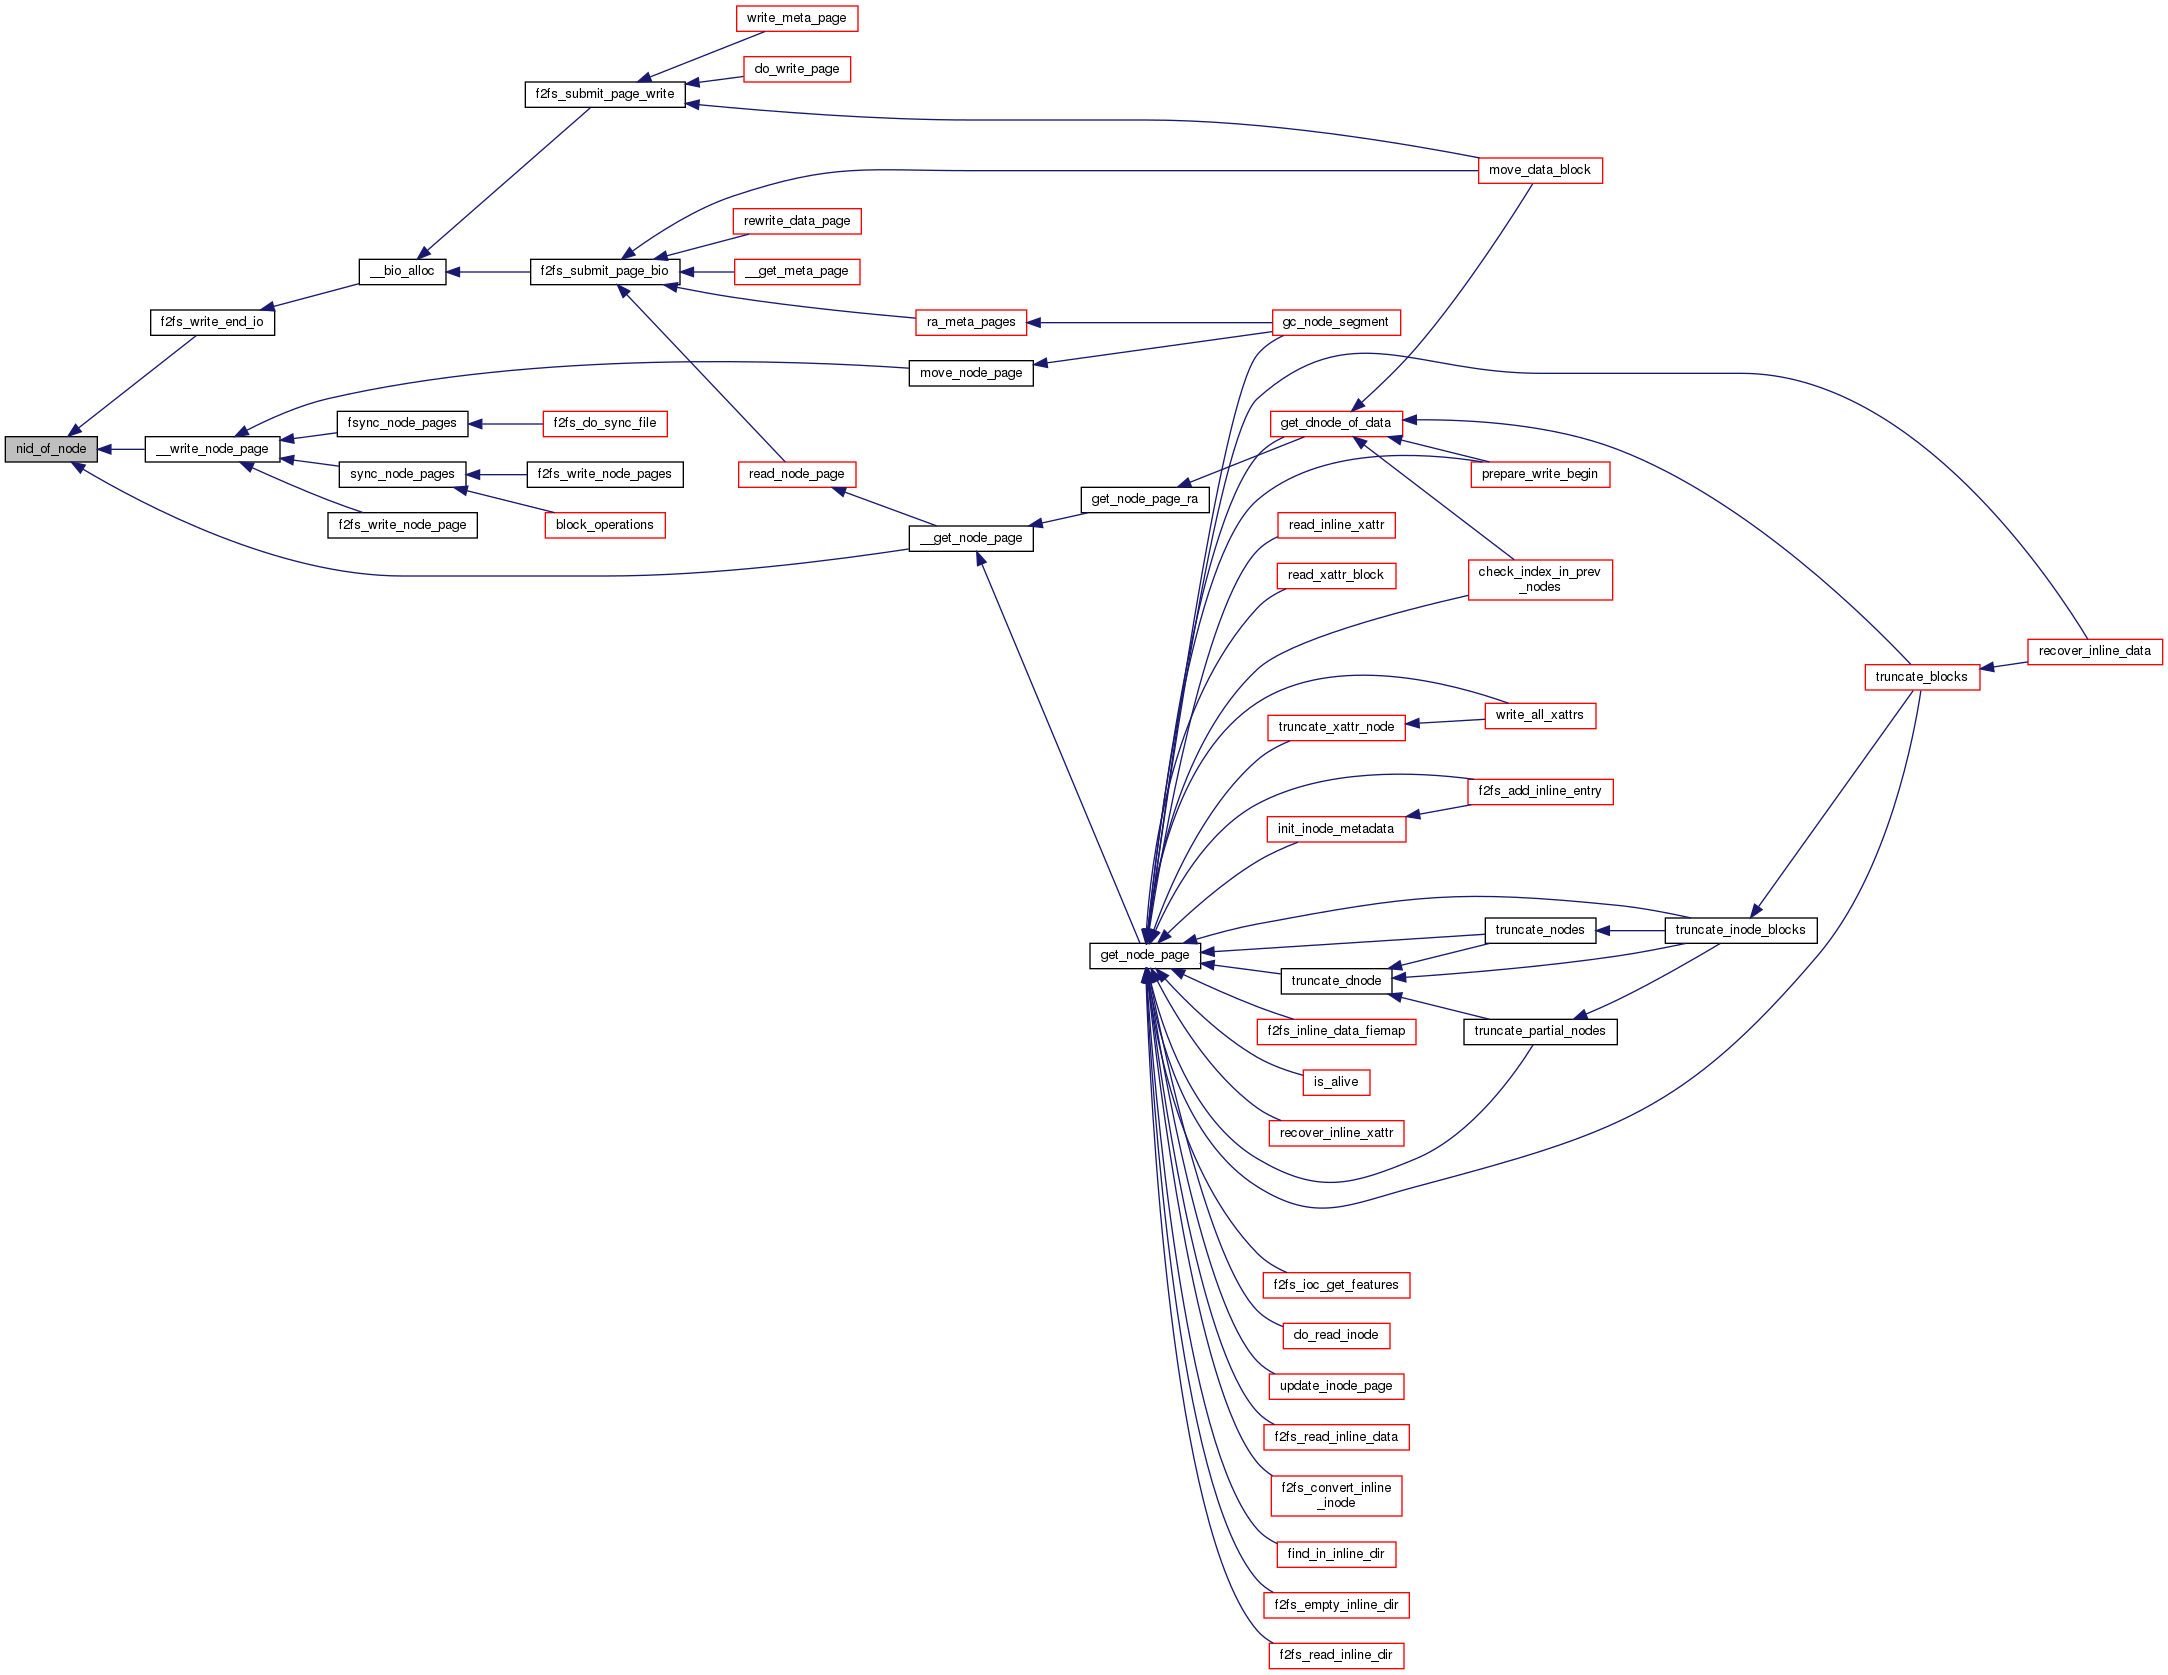 write_meta_page
do_write_page
f2fs_submit_page_write
move_data_block
rewrite_data_page
__bio_alloc
f2fs_submit_page_bio
__get_meta_page
f2fs_write_end_io
ra_meta_pages
gc_node_segment
move_node_page
fsync_node_pages
f2fs_do_sync_file
get_dnode_of_data
nid_of_node
__write_node_page
sync_node_pages
f2fs_write_node_pages
read_node_page
prepare_write_begin
get_node_page_ra
f2fs_write_node_page
block_operations
read_inline_xattr
__get_node_page
read_xattr_block
check_index_in_prev
_nodes
recover_inline_data
truncate_blocks
write_all_xattrs
truncate_xattr_node
f2fs_add_inline_entry
init_inode_metadata
truncate_nodes
truncate_inode_blocks
get_node_page
truncate_dnode
f2fs_inline_data_fiemap
truncate_partial_nodes
is_alive
recover_inline_xattr
f2fs_ioc_get_features
do_read_inode
update_inode_page
f2fs_read_inline_data
f2fs_convert_inline
_inode
find_in_inline_dir
f2fs_empty_inline_dir
f2fs_read_inline_dir